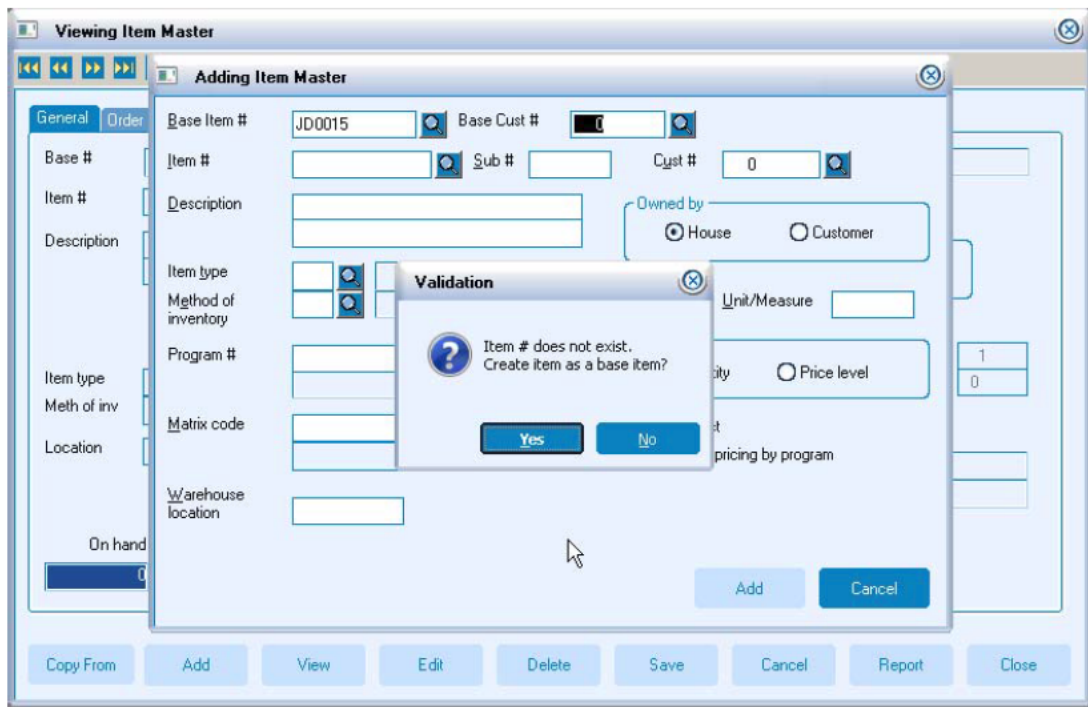 Viewing Item Master
Adding Item Master
General Order
Base #
Item #
Description
Item type
Meth of inv
Location
On hand
0
1
0
Base Item # JD0015 Base Cust # 0
Item # Sub # Cust # 0
Description
Owned by
House Customer
Item type
Method of
inventory
Unit/Measure
Program #
Price level
Matrix code
pricing by program
Warehouse
location
Add Cancel
Validation
Item # does not exist.
Create item as a base item?
Yes No
Copy From Add View Edit Delete Save Cancel Report Close